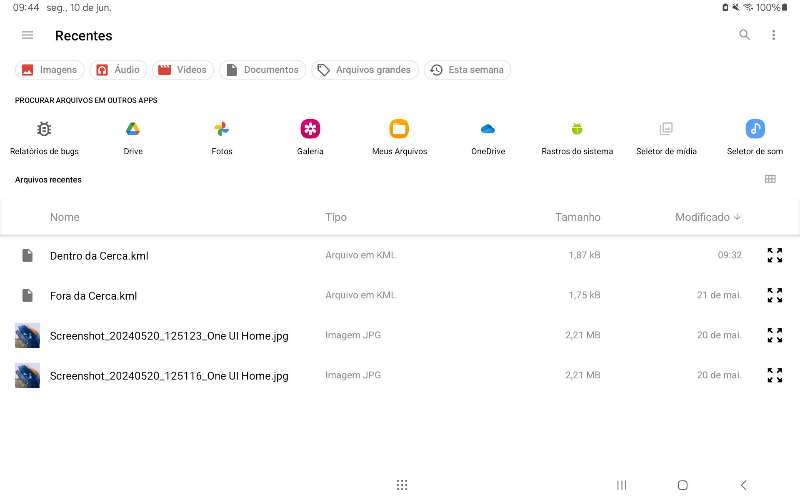 09:44 seg., 10 de jun. 100%
Recentes
Imagens Áudio Vídeos Documentos Arquivos grandes Esta semana
PROCURAR ARQUIVOS EM OUTROS APPS
Relatórios de bugs Drive Fotos Galeria Meus Arquivos OneDrive Rastros do sistema Seletor de mídia Seletor de som
Arquivos recentes
Nome Tipo Tamanho Modificado
Dentro da Cerca.kml Arquivo em KML 1,87 kB 09:32
Fora da Cerca.kml Arquivo em KML 1,75 kB 21 de mai.
Screenshot_20240520_125123_One UI Home.jpg Imagem JPG 2,21 MB 20 de mai.
Screenshot_20240520_125116_One UI Home.jpg Imagem JPG 2,21 MB 20 de mai.